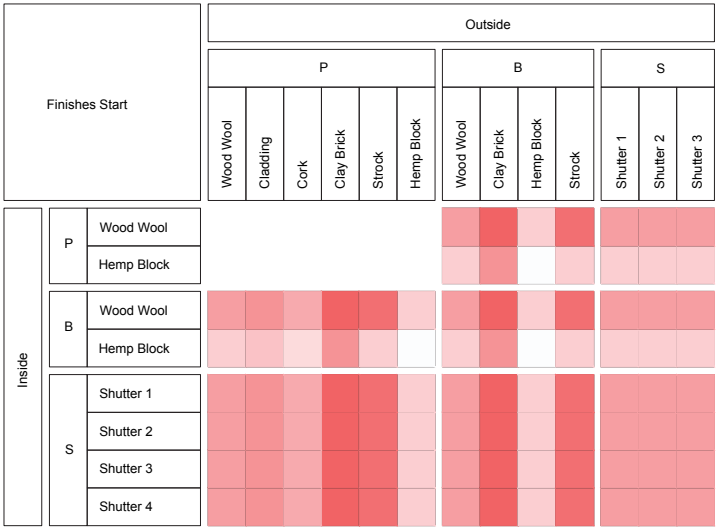 Outside
P
B
S
Finishes Start
Wood Wool
Cladding
Cork
Clay Brick
Strock
Hemp Block
Wood Wool
Clay Brick
Hemp Block
Strock
Shutter 1
Shutter 2
Shutter 3
Inside
P
Wood Wool
Hemp Block
B
Wood Wool
Hemp Block
S
Shutter 1
Shutter 2
Shutter 3
Shutter 4